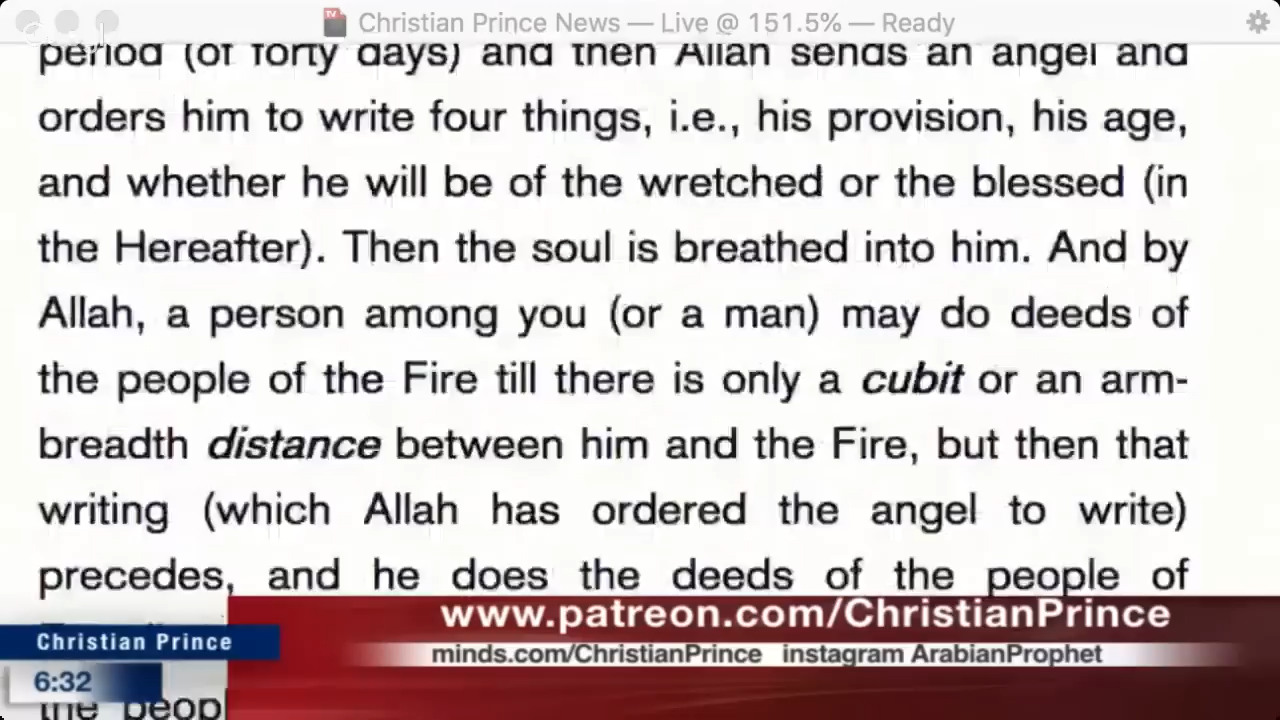 Christian Prince News — Live @ 151.5% — Ready
period (of forty days) and then Allah sends an angel and
orders him to write four things, i.e., his provision, his age,
and whether he will be of the wretched or the blessed (in
the Hereafter). Then the soul is breathed into him. And by
Allah, a person among you (or a man) may do deeds of
the people of the Fire till there is only a cubit or an arm-
breadth distance between him and the Fire, but then that
writing (which Allah has ordered the angel to write)
precedes, and he does the deeds of the people of
the peop
www.patreon.com/ChristianPrince
minds.com/ChristianPrince instagram ArabianProphet
Christian Prince
6:32